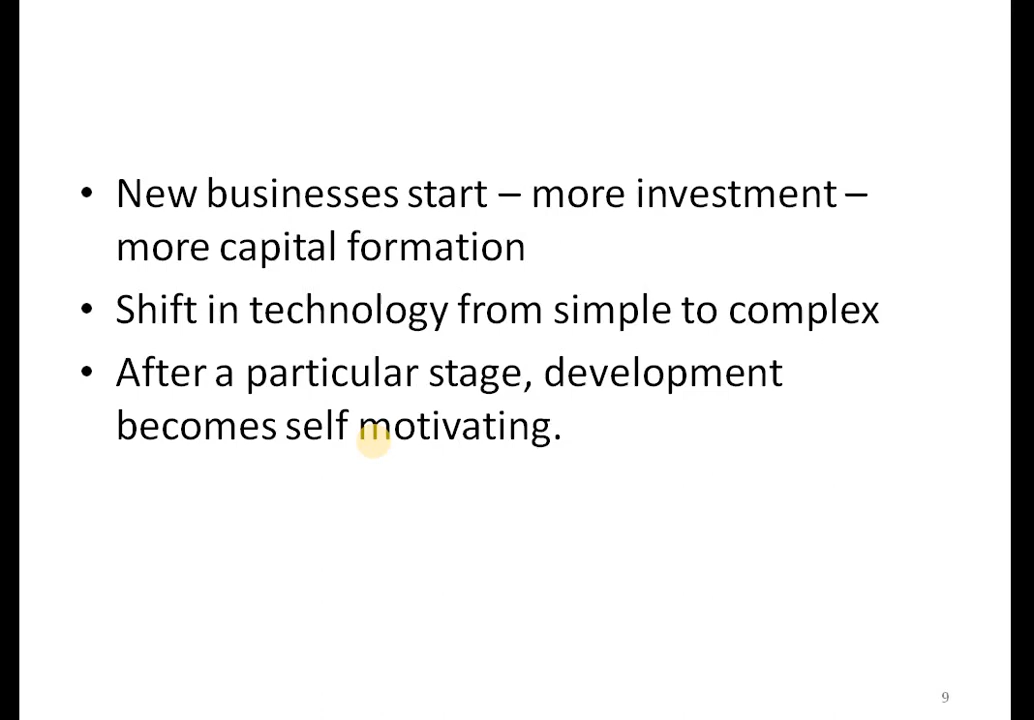 • New businesses start – more investment –
more capital formation
• Shift in technology from simple to complex
• After a particular stage, development
becomes self motivating.
9